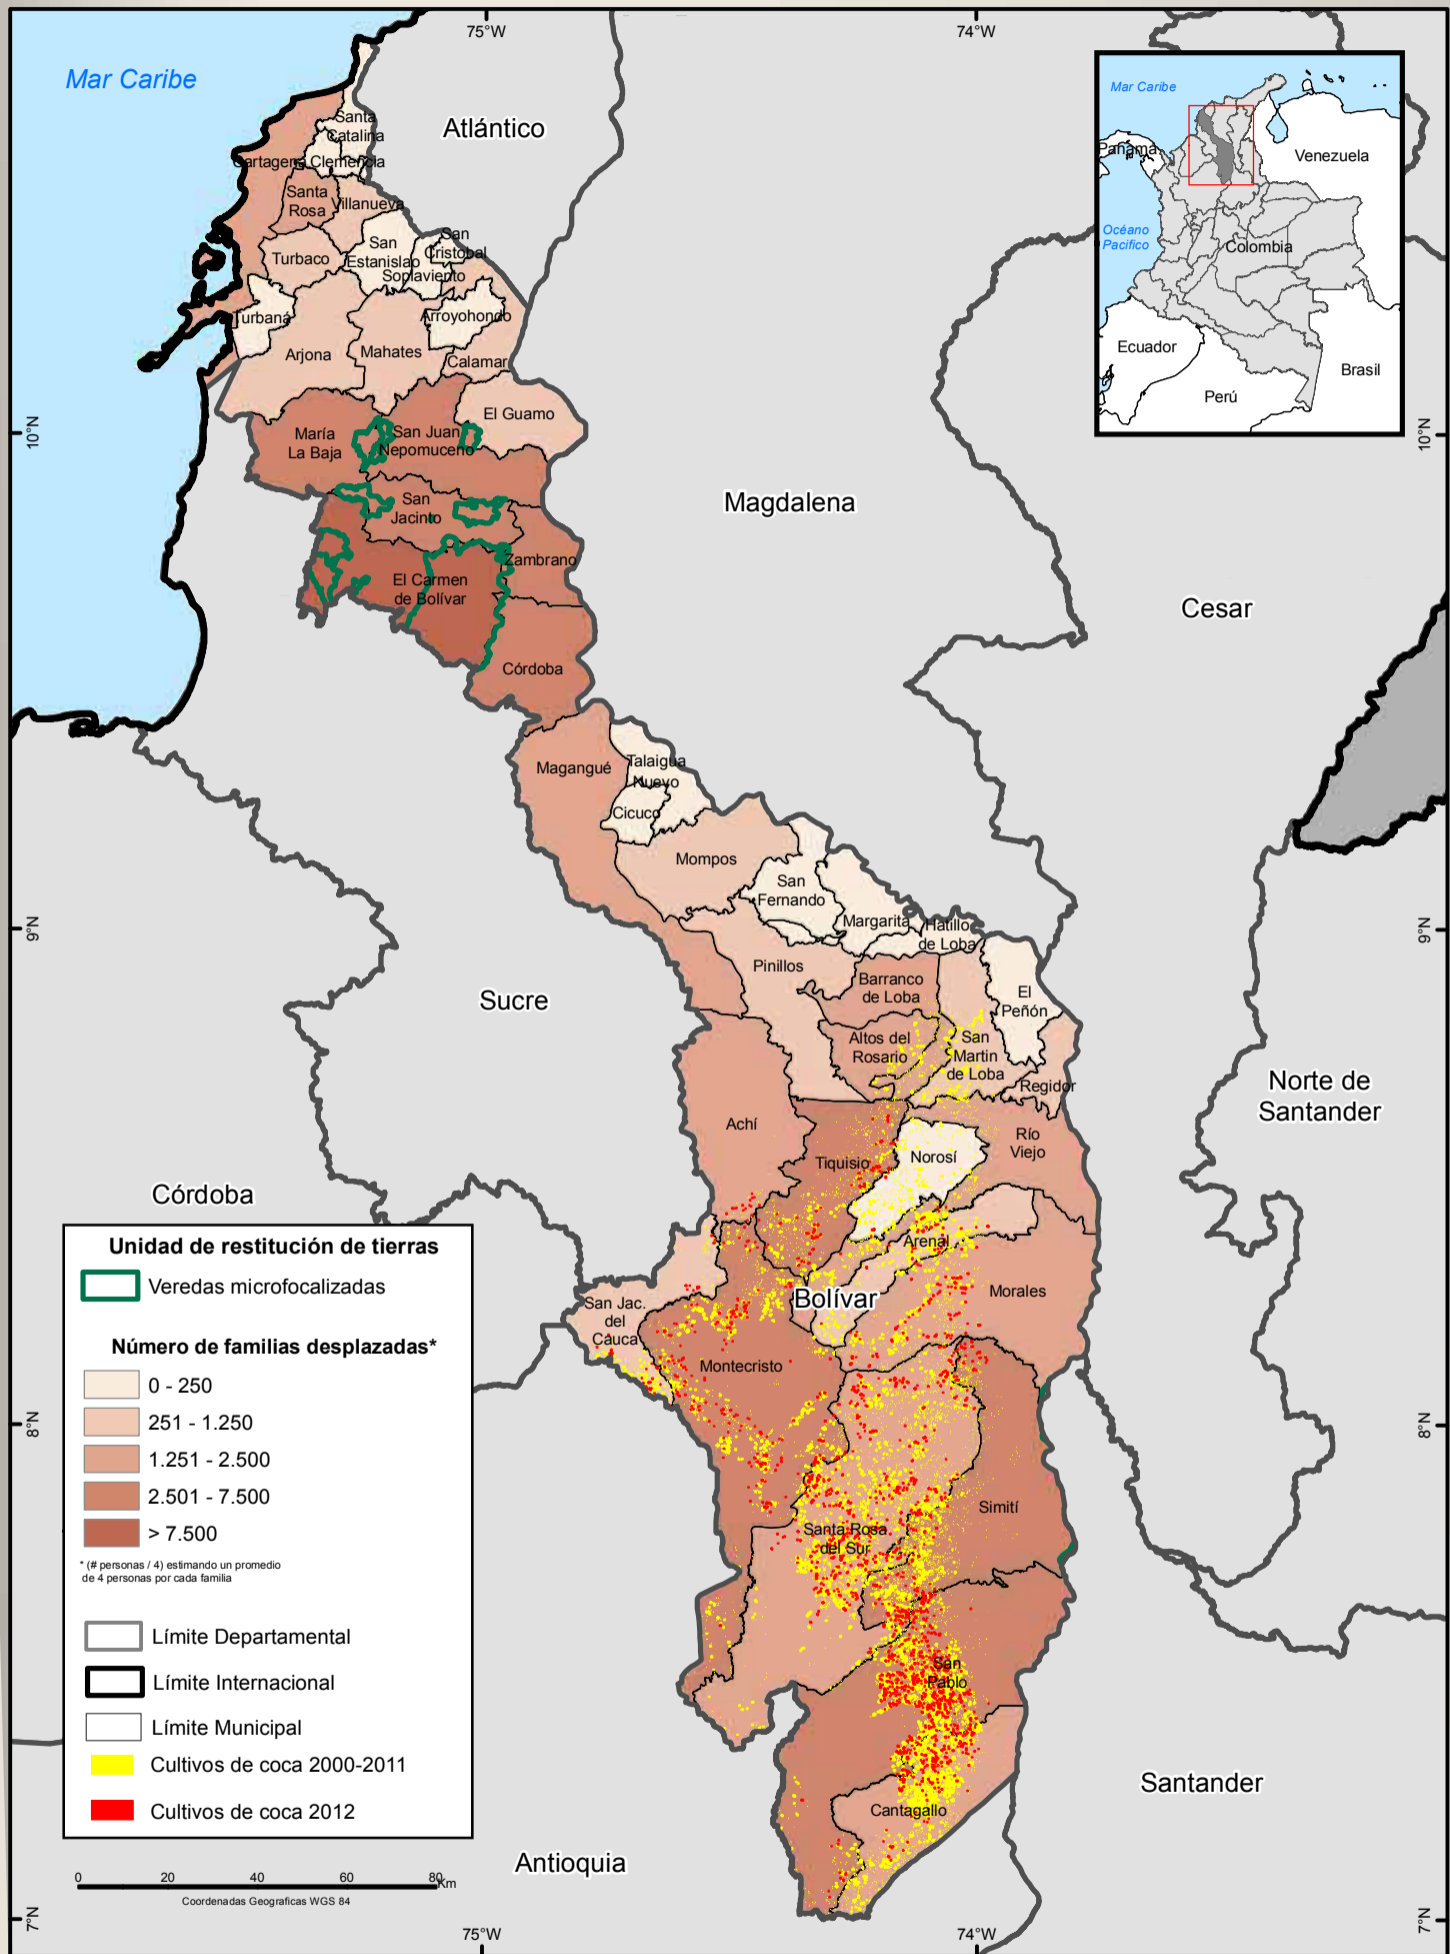 75°W
74°W
Mar Caribe
Atlántico
Santa
Catalina
Cartagena
Clemencia
Santa
Rosa
Villanueva
San
Estanislao
San
Cristobal
Soplaviento
Turbaco
Turbaná
Arroyohondo
Arjona
Mahates
Calamar
El Guamo
María
La Baja
San Juan
Nepomuceno
San
Jacinto
Zambrano
El Carmen
de Bolívar
Córdoba
Magdalena
Cesar
Mar Caribe
Panamá
Venezuela
Océano
Pacifico
Colombia
Ecuador
Perú
Brasil
10°N
10°N
Magangué
Talaigua
Nuevo
Cicuco
Mompos
San
Fernando
Margarita
Hatillo
de Loba
9°N
9°N
Pinillos
Barranco
de Loba
El
Peñón
Altos del
Rosario
San
Martin
de Loba
Regidor
Sucre
Norte de
Santander
Achí
Tiquisio
Norosí
Río
Viejo
Córdoba
Arenal
Bolívar
Morales
San Jac.
del
Cauca
Montecristo
8°N
8°N
Simití
Santa Rosa
del Sur
San
Pablo
Cantagallo
Santander
Antioquia
Unidad de restitución de tierras
Veredas microfocalizadas
Número de familias desplazadas*
0 - 250
251 - 1.250
1.251 - 2.500
2.501 - 7.500
> 7.500
* (# personas / 4) estimando un promedio
de 4 personas por cada familia
Límite Departamental
Límite Internacional
Límite Municipal
Cultivos de coca 2000-2011
Cultivos de coca 2012
0 20 40 60 80 Km
Coordenadas Geograficas WGS 84
7°N
7°N
75°W
74°W